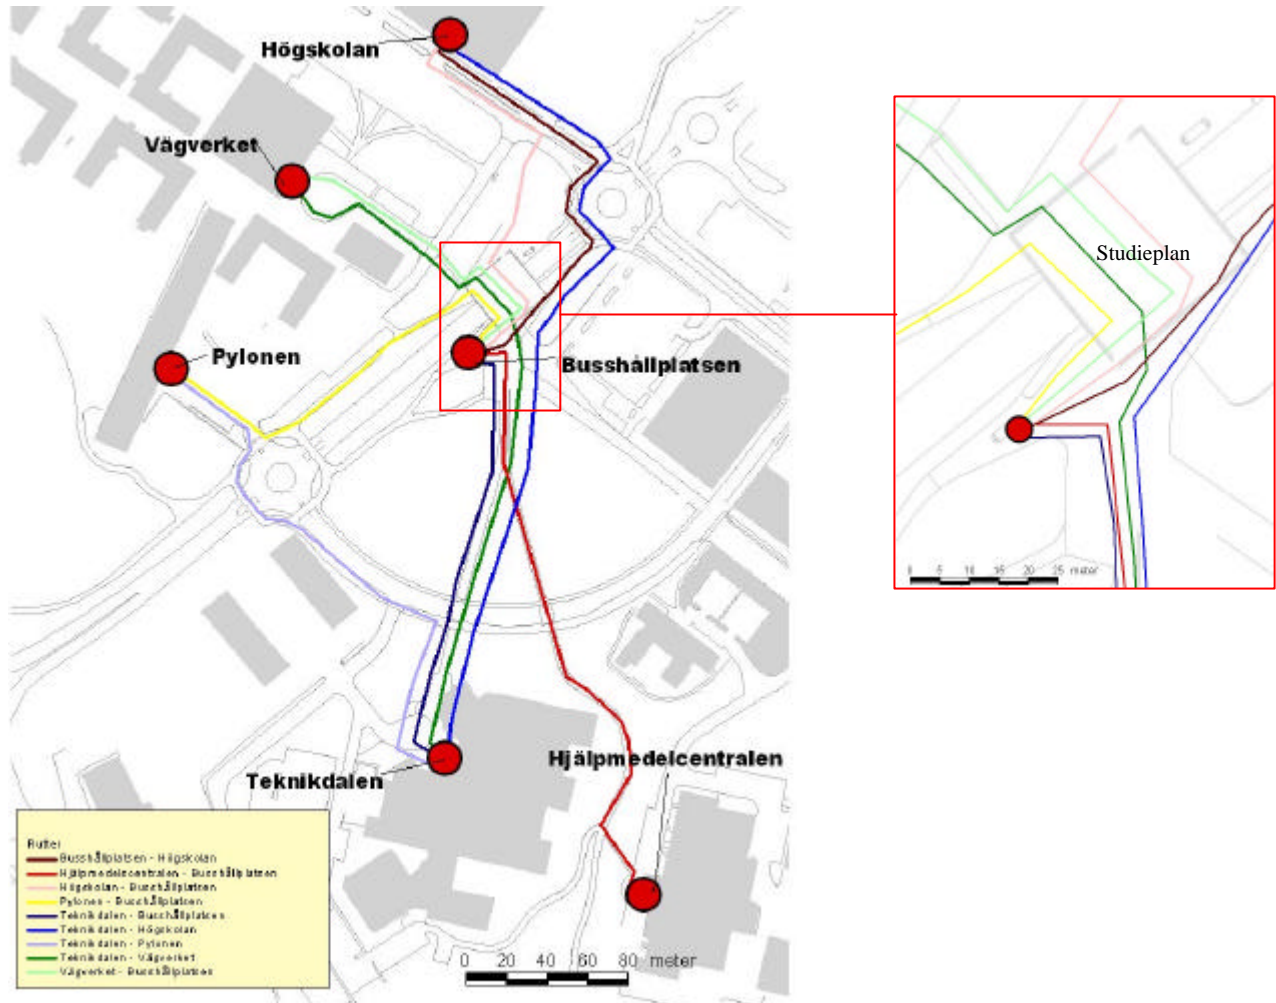 Högskolan
Vägverket
Studieplan
Pylonen
Busshållplatsen
0 5 10 15 20 25 meter
Hjälpmedelcentralen
Teknikdalen
Rutter
Busshållplatsen - Högskolan
Hjälpmedelscentralen - Busshållplatsen
Högskolan - Busshållplatsen
Pylonen - Busshållplatsen
Teknikdalen - Busshållplatsen
Teknikdalen - Högskolan
Teknikdalen - Pylonen
Teknikdalen - Vägverket
Vägverket - Busshållplatsen
0 20 40 60 80 meter